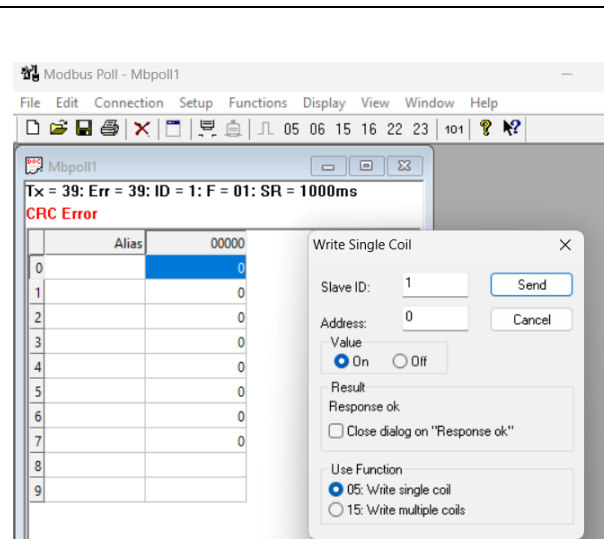 Modbus Poll - Mbpoll1
File Edit Connection Setup Functions Display View Window Help
05 06 15 16 22 23 101
Mbpoll1
Tx = 39: Err = 39: ID = 1: F = 01: SR = 1000ms
CRC Error
Alias 00000
0 0
1 0
2 0
3 0
4 0
5 0
6 0
7 0
8
9
Write Single Coil
Slave ID: 1 Send
Address: 0 Cancel
Value
On Off
Result
Response ok
Close dialog on "Response ok"
Use Function
05: Write single coil
15: Write multiple coils